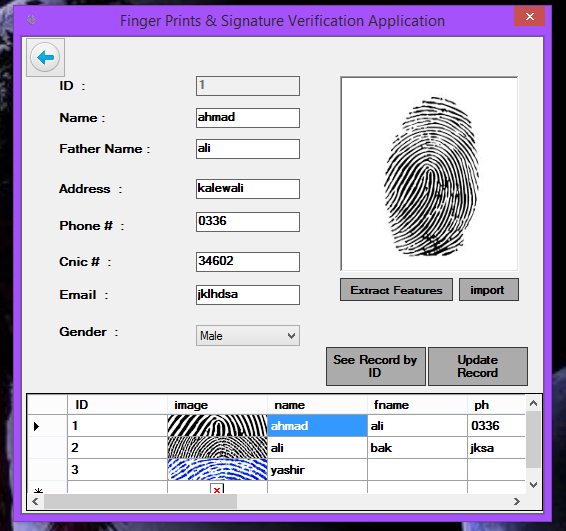 Finger Prints & Signature Verification Application
ID :
1
Name :
ahmad
Father Name :
ali
Address :
kalewali
Phone # :
0336
Cnic # :
34602
Email :
jklhdsa
Gender :
Male
Extract Features
import
See Record by
ID
Update
Record
ID image name fname ph
1 ahmad ali 0336
2 ali bak jksa
3 yashir